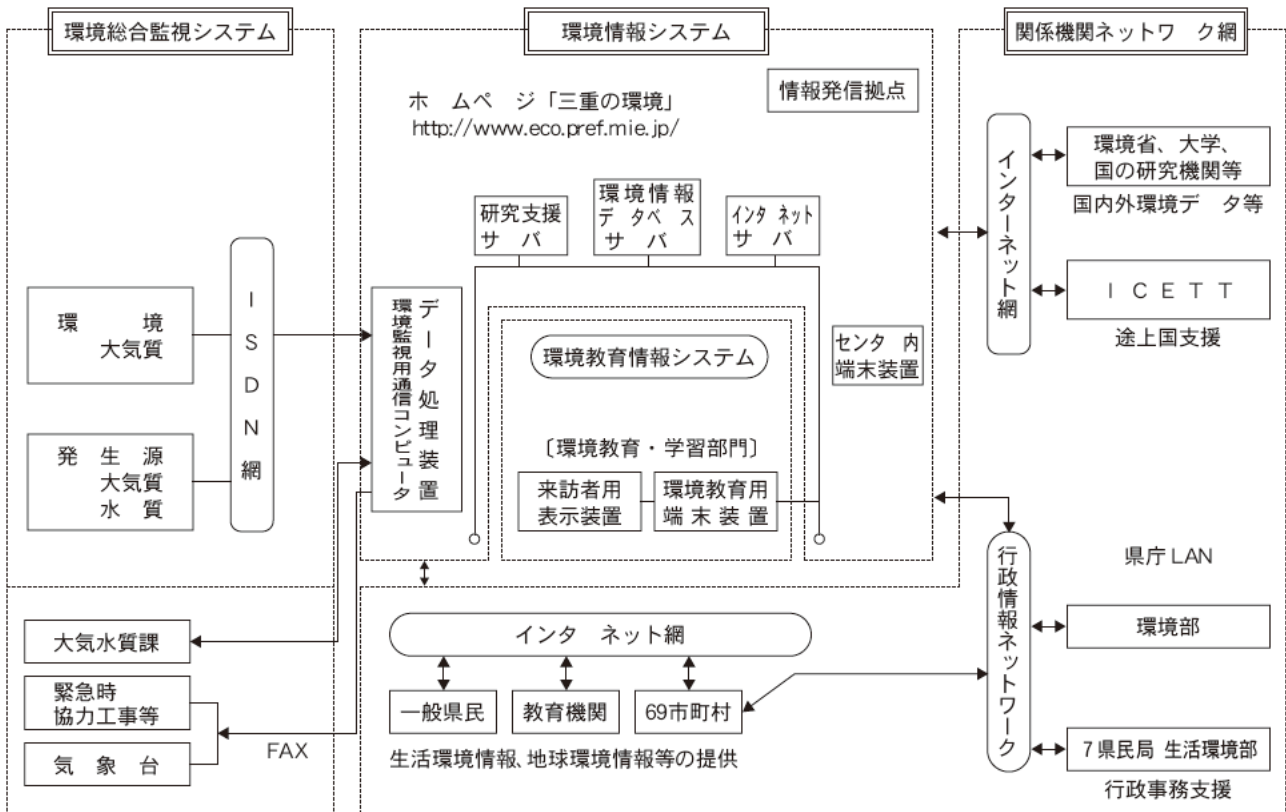 環境総合監視システム
環境情報システム
関係機関ネットワ ク網
情報発信拠点
ホ ムペ ジ「三重の環境」
http://www.eco.pref.mie.jp/
研究支援
サ バ
環境情報
データベス
サ バ
インタ ネット
サ バ
環 境
大気質
発 生 源
大気質
水 質
ISDN網
データ処理装置
環境監視用通信コンピュータ
環境教育情報システム
〔環境教育・学習部門〕
来訪者用
表示装置
環境教育用
端末装置
センタ 内
端末装置
インターネット網
環境省、大学、
国の研究機関等
国内外環境デ タ等
I C E T T
途上国支援
行政情報ネットワーク
県庁 LAN
環境部
7県民局 生活環境部
行政事務支援
大気水質課
緊急時
協力工事等
気 象 台
FAX
インタ ネット網
一般県民
教育機関
69市町村
生活環境情報、地球環境情報等の提供